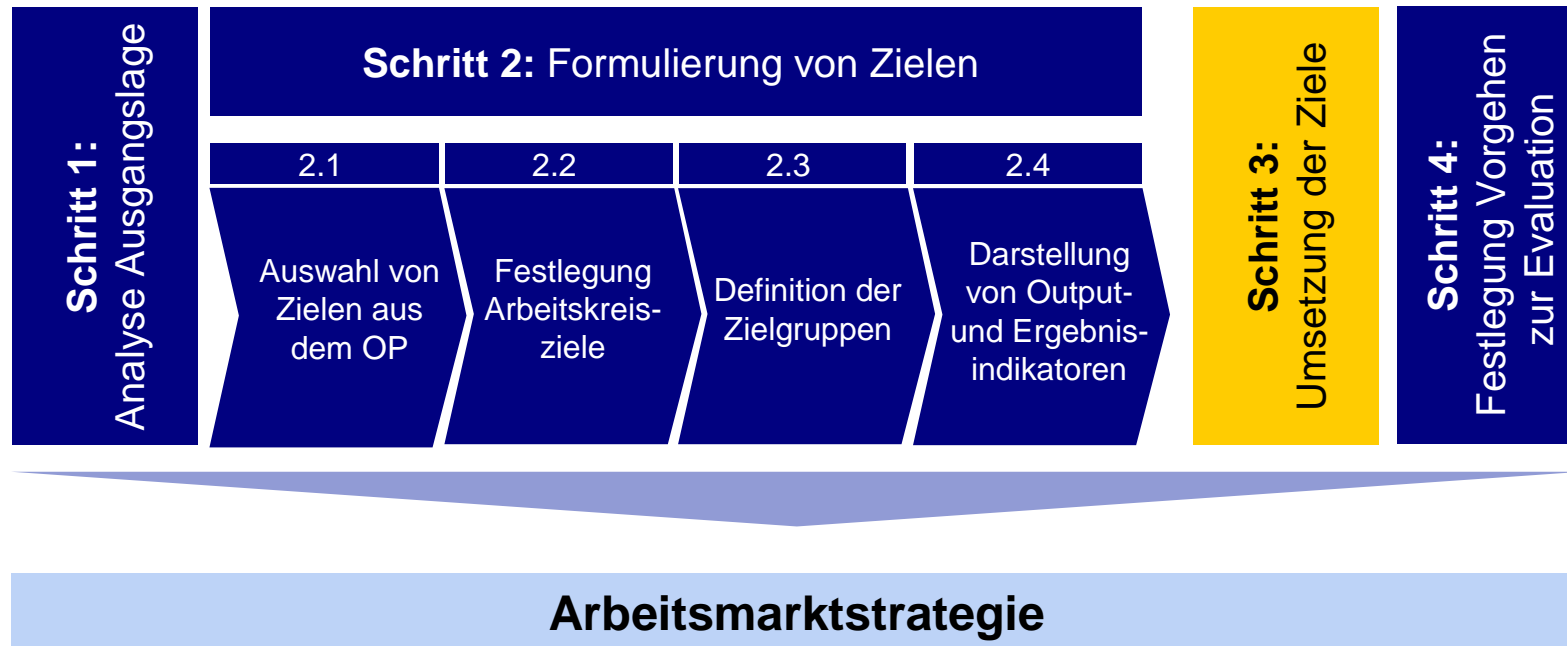 Schritt 1:
Analyse Ausgangslage
Schritt 2: Formulierung von Zielen
2.1
Auswahl von
Zielen aus
dem OP
2.2
Festlegung
Arbeitskreis-
ziele
2.3
Definition der
Zielgruppen
2.4
Darstellung
von Output-
und Ergebnis-
indikatoren
Schritt 3:
Umsetzung der Ziele
Schritt 4:
Festlegung Vorgehen
zur Evaluation
Arbeitsmarktstrategie